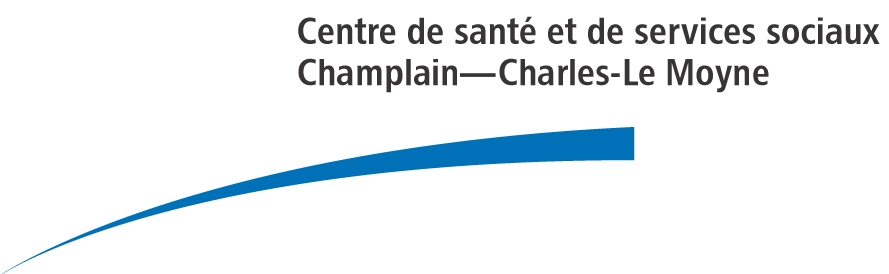 Centre de santé et de services sociaux
Champlain—Charles-Le Moyne